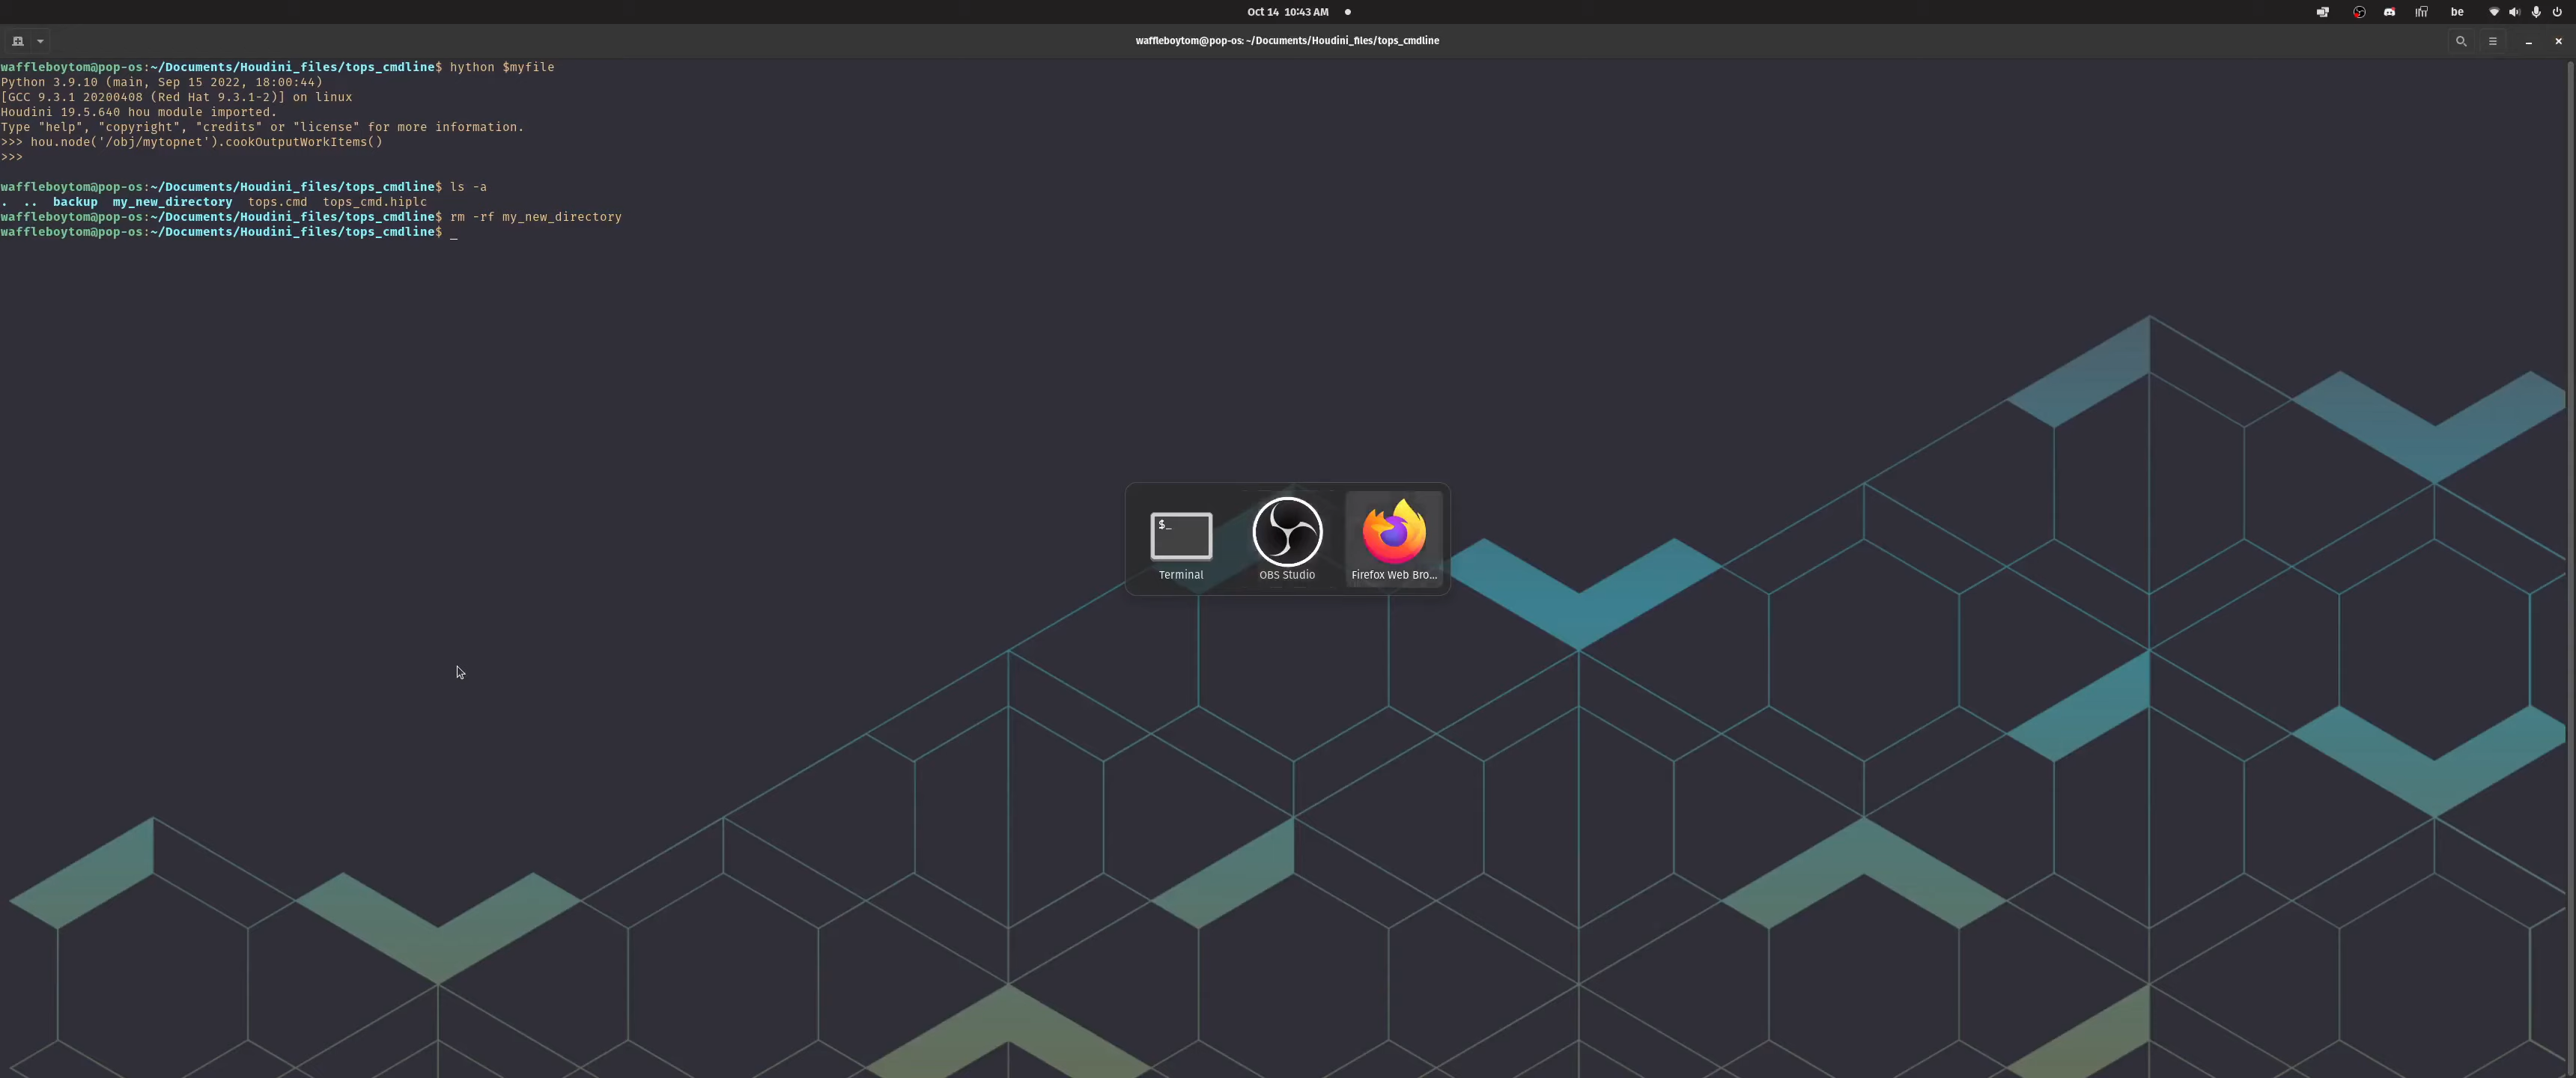 Oct 14 10:43 AM
be
waffleboytom@pop-os: ~/Documents/Houdini_files/tops_cmdline
waffleboytom@pop-os:~/Documents/Houdini_files/tops_cmdline$ hython $myfile
Python 3.9.10 (main, Sep 15 2022, 18:00:44)
[GCC 9.3.1 20200408 (Red Hat 9.3.1-2)] on linux
Houdini 19.5.640 hou module imported.
Type "help", "copyright", "credits" or "license" for more information.
>>> hou.node('/obj/mytopnet').cookOutputWorkItems()
>>>
waffleboytom@pop-os:~/Documents/Houdini_files/tops_cmdline$ ls -a
. .. backup my_new_directory tops.cmd tops_cmd.hiplc
waffleboytom@pop-os:~/Documents/Houdini_files/tops_cmdline$ rm -rf my_new_directory
waffleboytom@pop-os:~/Documents/Houdini_files/tops_cmdline$ _
$_
Terminal
OBS Studio
Firefox Web Bro...